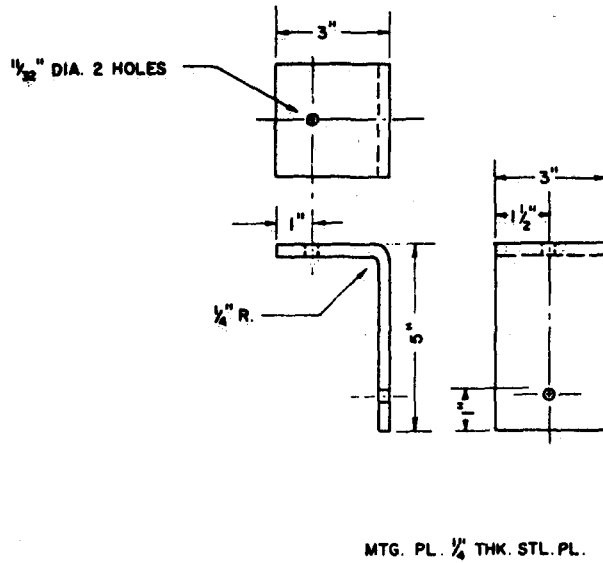 3"
11/32" DIA. 2 HOLES
3"
1 1/2"
1"
1/4" R.
5"
1"
MTG. PL. 1/4" THK. STL. PL.